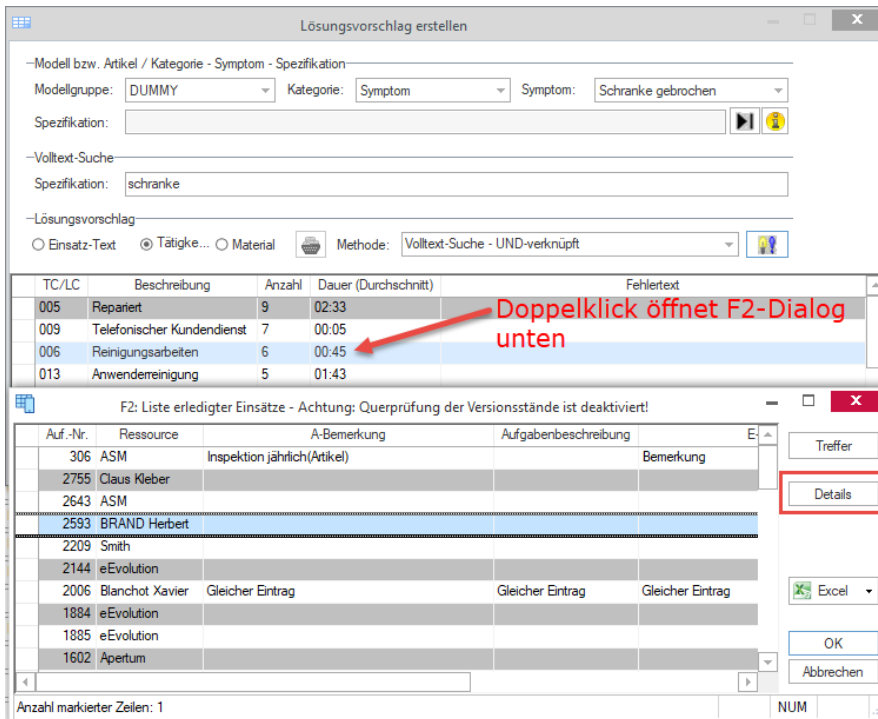 Lösungsvorschlag erstellen
Modell bzw. Artikel / Kategorie - Symptom - Spezifikation
Modellgruppe: DUMMY Kategorie: Symptom Symptom: Schranke gebrochen
Spezifikation:
Volltext-Suche
Spezifikation: schranke
Lösungsvorschlag
Einsatz-Text Tätigke... Material Methode: Volltext-Suche - UND-verknüpft
TC/LC Beschreibung Anzahl Dauer (Durchschnitt) Fehlertext
005 Repariert 9 02:33
009 Telefonischer Kundendienst 7 00:05
006 Reinigungsarbeiten 6 00:45
013 Anwenderreinigung 5 01:43
Doppelklick öffnet F2-Dialog
unten
F2: Liste erledigter Einsätze - Achtung: Querprüfung der Versionsstände ist deaktiviert!
Auf.-Nr. Ressource A-Bemerkung Aufgabenbeschreibung E-
306 ASM Inspektion jährlich(Artikel) Bemerkung
2755 Claus Kleber
2643 ASM
2593 BRAND Herbert
2209 Smith
2144 eEvolution
2006 Blanchot Xavier Gleicher Eintrag Gleicher Eintrag Gleicher Eintrag
1884 eEvolution
1885 eEvolution
1602 Apertum
Treffer
Details
Excel
OK
Abbrechen
Anzahl markierter Zeilen: 1 NUM